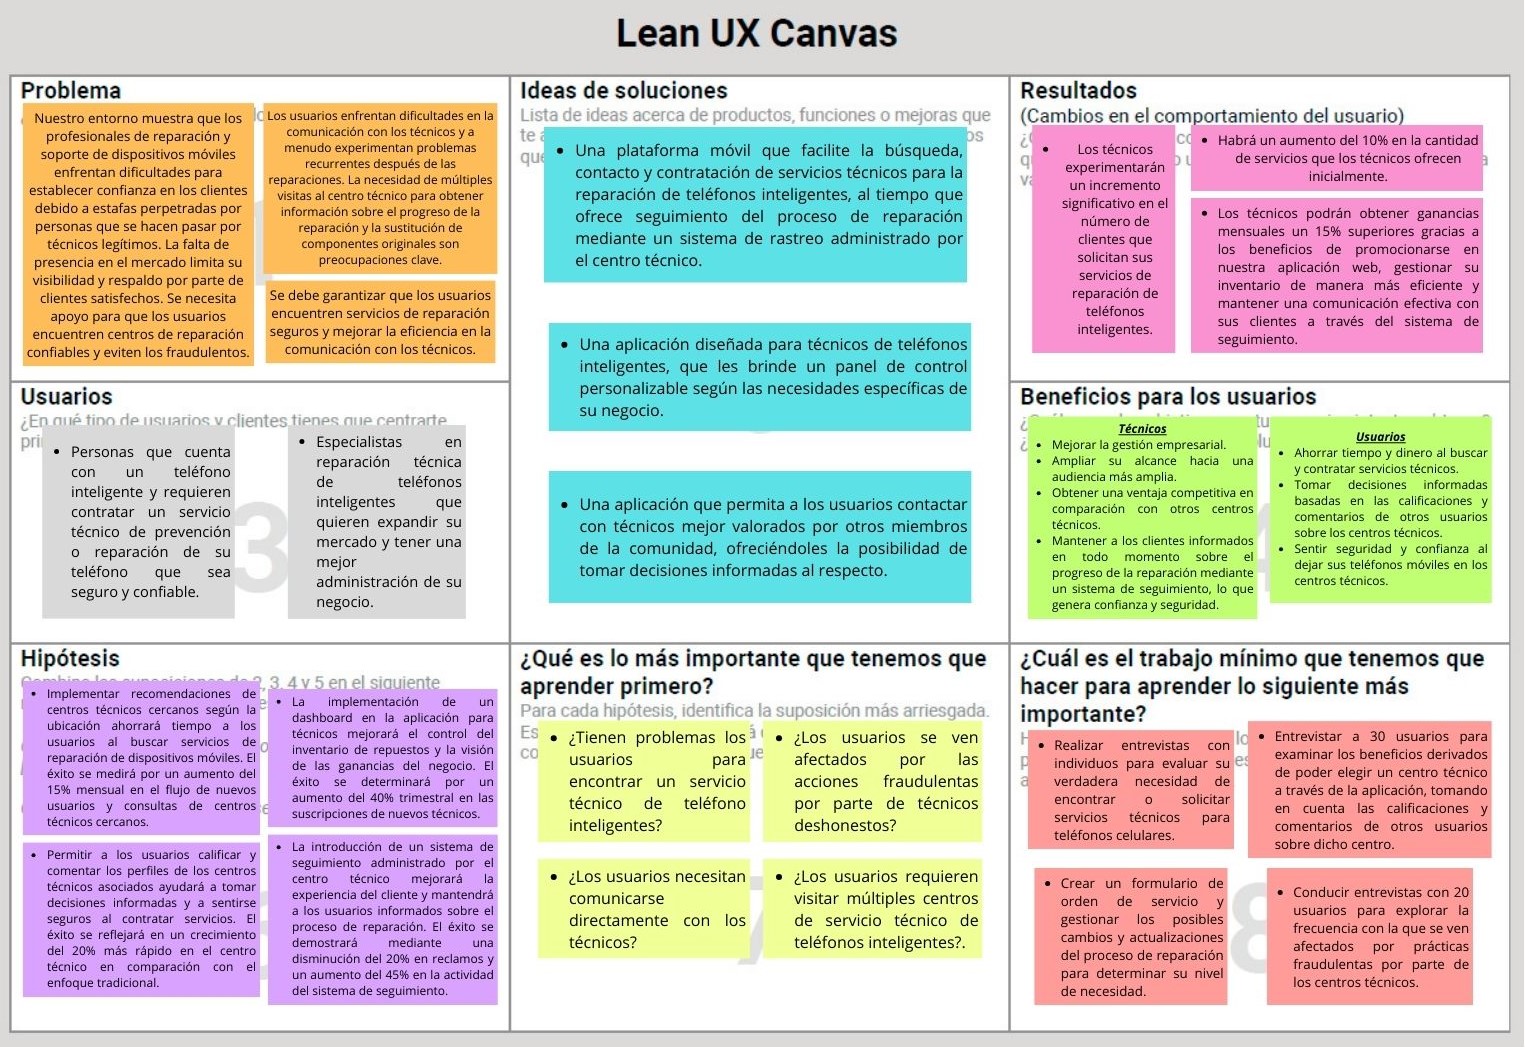 Lean UX Canvas
Problema
Nuestro entorno muestra que los
profesionales de reparación y
soporte de dispositivos móviles
enfrentan dificultades para
establecer confianza en los clientes
debido a estafas perpetradas por
personas que se hacen pasar por
técnicos legítimos. La falta de
presencia en el mercado limita su
visibilidad y respaldo por parte de
clientes satisfechos. Se necesita
apoyo para que los usuarios
encuentren centros de reparación
confiables y eviten los fraudulentos.
Los usuarios enfrentan dificultades en la
comunicación con los técnicos y a
menudo experimentan problemas
recurrentes después de las
reparaciones. La necesidad de múltiples
visitas al centro técnico para obtener
información sobre el progreso de la
reparación y la sustitución de
componentes originales son
preocupaciones clave.
Se debe garantizar que los usuarios
encuentren servicios de reparación
seguros y mejorar la eficiencia en la
comunicación con los técnicos.
Ideas de soluciones
Lista de ideas acerca de productos, funciones o mejoras que
• Una plataforma móvil que facilite la búsqueda,
contacto y contratación de servicios técnicos para la
reparación de teléfonos inteligentes, al tiempo que
ofrece seguimiento del proceso de reparación
mediante un sistema de rastreo administrado por
el centro técnico.
• Una aplicación diseñada para técnicos de teléfonos
inteligentes, que les brinde un panel de control
personalizable según las necesidades específicas de
su negocio.
• Una aplicación que permita a los usuarios contactar
con técnicos mejor valorados por otros miembros
de la comunidad, ofreciéndoles la posibilidad de
tomar decisiones informadas al respecto.
Resultados
(Cambios en el comportamiento del usuario)
• Los técnicos
experimentarán
un incremento
significativo en el
número de
clientes que
solicitan sus
servicios de
reparación de
teléfonos
inteligentes.
• Habrá un aumento del 10% en la cantidad
de servicios que los técnicos ofrecen
inicialmente.
• Los técnicos podrán obtener ganancias
mensuales un 15% superiores gracias a
los beneficios de promocionarse en
nuestra aplicación web, gestionar su
inventario de manera más eficiente y
mantener una comunicación efectiva con
sus clientes a través del sistema de
seguimiento.
Usuarios
¿En qué tipo de usuarios y clientes tienes que centrarte
• Personas que cuenta
con un teléfono
inteligente y requieren
contratar un servicio
técnico de prevención
o reparación de su
teléfono que sea
seguro y confiable.
3
• Especialistas en
reparación técnica
de teléfonos
inteligentes que
quieren expandir su
mercado y tener una
mejor
administración de su
negocio.
Beneficios para los usuarios
Técnicos
• Mejorar la gestión empresarial.
• Ampliar su alcance hacia una
audiencia más amplia.
• Obtener una ventaja competitiva en
comparación con otros centros
técnicos.
• Mantener a los clientes informados
en todo momento sobre el
progreso de la reparación mediante
un sistema de seguimiento, lo que
genera confianza y seguridad.
Usuarios
• Ahorrar tiempo y dinero al buscar
y contratar servicios técnicos.
• Tomar decisiones informadas
basadas en las calificaciones y
comentarios de otros usuarios
sobre los centros técnicos.
• Sentir seguridad y confianza al
dejar sus teléfonos móviles en los
centros técnicos.
Hipótesis
Combine las suposiciones de 2, 3, 4 y 5 en el siguiente
• Implementar recomendaciones de
centros técnicos cercanos según la
ubicación ahorrará tiempo a los
usuarios al buscar servicios de
reparación de dispositivos móviles. El
éxito se medirá por un aumento del
15% mensual en el flujo de nuevos
usuarios y consultas de centros
técnicos cercanos.
• La implementación de un
dashboard en la aplicación para
técnicos mejorará el control del
inventario de repuestos y la visión
de las ganancias del negocio. El
éxito se determinará por un
aumento del 40% trimestral en las
suscripciones de nuevos técnicos.
• Permitir a los usuarios calificar y
comentar los perfiles de los centros
técnicos asociados ayudará a tomar
decisiones informadas y a sentirse
seguros al contratar servicios. El
éxito se reflejará en un crecimiento
del 20% más rápido en el centro
técnico en comparación con el
enfoque tradicional.
• La introducción de un sistema de
seguimiento administrado por el
centro técnico mejorará la
experiencia del cliente y mantendrá
a los usuarios informados sobre el
proceso de reparación. El éxito se
demostrará mediante una
disminución del 20% en reclamos y
un aumento del 45% en la actividad
del sistema de seguimiento.
¿Qué es lo más importante que tenemos que
aprender primero?
Para cada hipótesis, identifica la suposición más arriesgada.
• ¿Tienen problemas los
usuarios para
encontrar un servicio
técnico de teléfono
inteligentes?
• ¿Los usuarios se ven
afectados por las
acciones fraudulentas
por parte de técnicos
deshonestos?
• ¿Los usuarios necesitan
comunicarse
directamente con los
técnicos?
7
• ¿Los usuarios requieren
visitar múltiples centros
de servicio técnico de
teléfonos inteligentes?.
¿Cuál es el trabajo mínimo que tenemos que
hacer para aprender lo siguiente más
importante?
• Realizar entrevistas con
individuos para evaluar su
verdadera necesidad de
encontrar o solicitar
servicios técnicos para
teléfonos celulares.
• Entrevistar a 30 usuarios para
examinar los beneficios derivados
de poder elegir un centro técnico
a través de la aplicación, tomando
en cuenta las calificaciones y
comentarios de otros usuarios
sobre dicho centro.
• Crear un formulario de
orden de servicio y
gestionar los posibles
cambios y actualizaciones
del proceso de reparación
para determinar su nivel
de necesidad.
8
• Conducir entrevistas con 20
usuarios para explorar la
frecuencia con la que se ven
afectados por prácticas
fraudulentas por parte de
los centros técnicos.